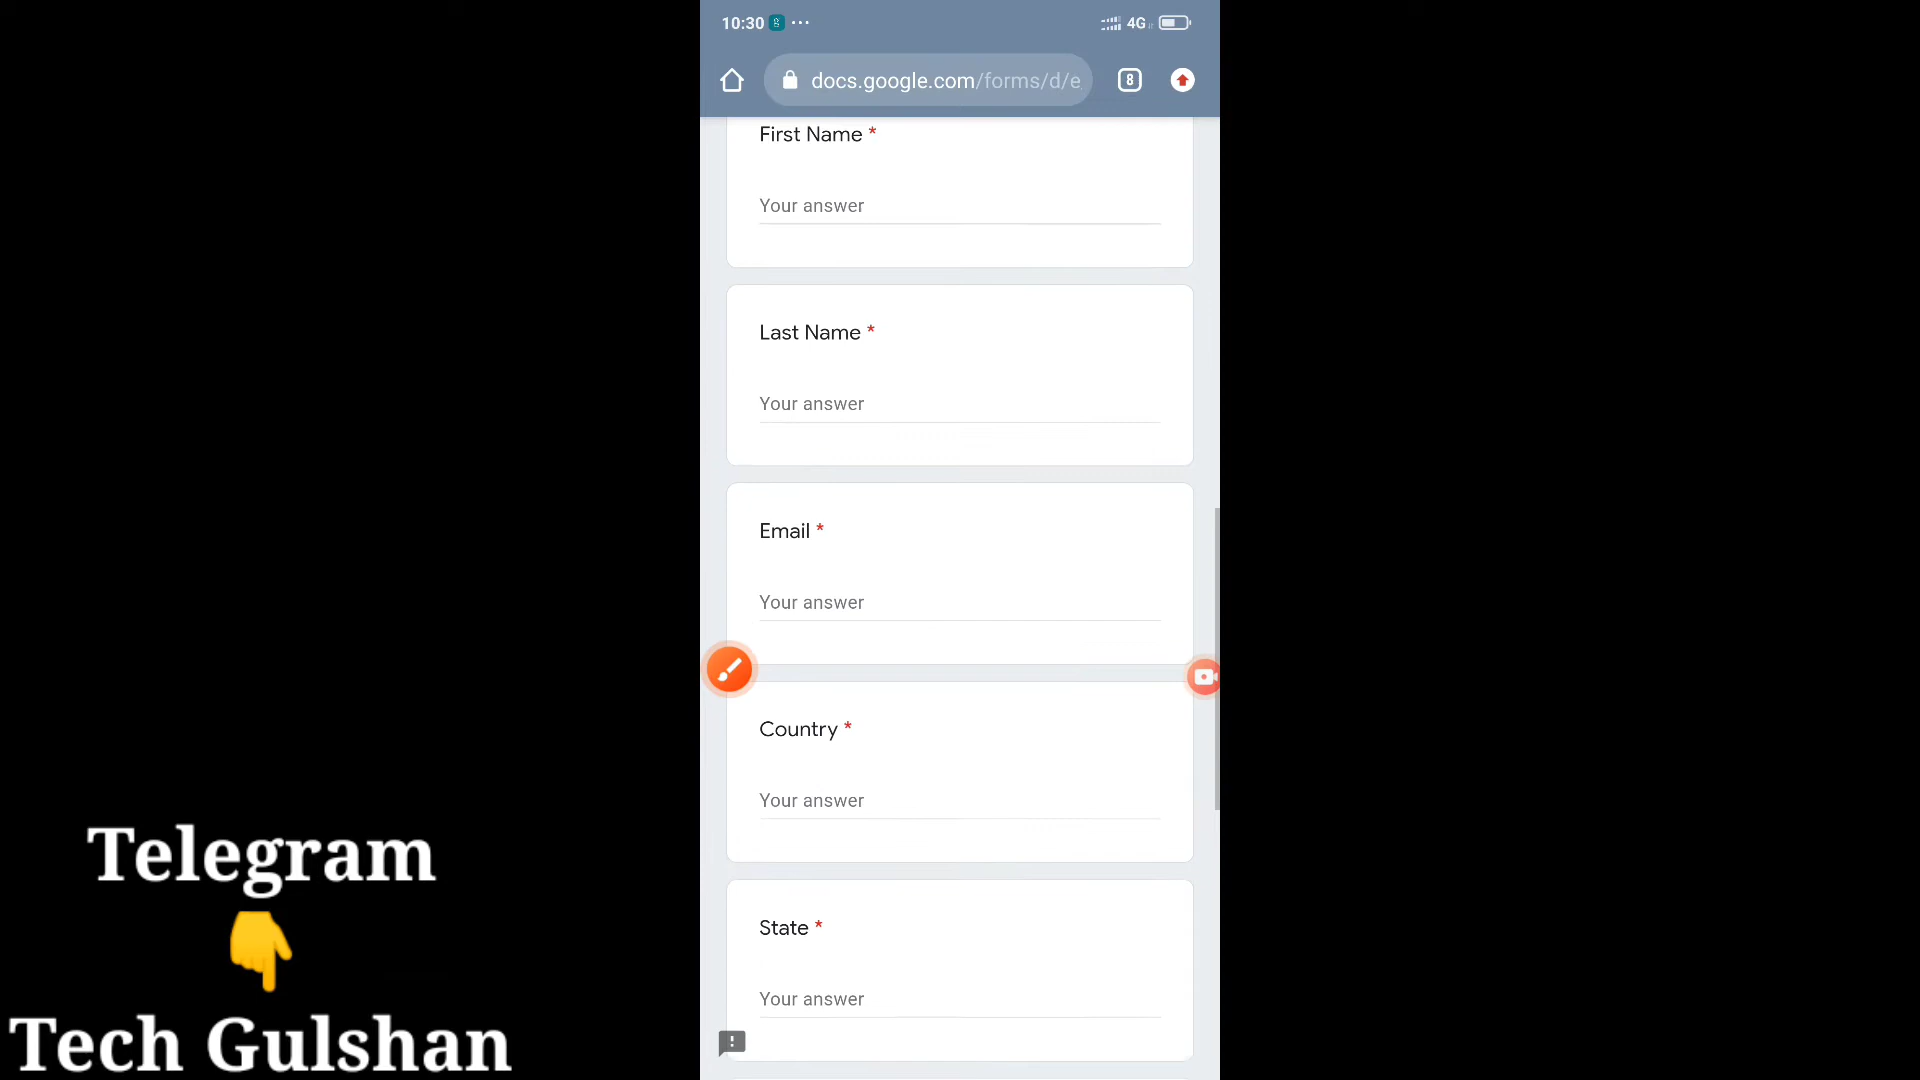 10:30
4G
docs.google.com/forms/d/e
8
First Name *
Your answer
Last Name *
Your answer
Email *
Your answer
Country *
Your answer
State *
Your answer
Telegram
👇
Tech Gulshan